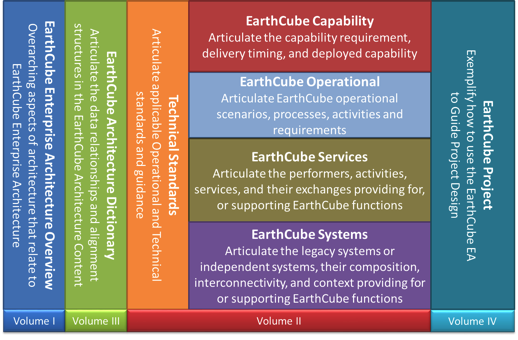 EarthCube Enterprise Architecture Overview
Overarching aspects of architecture that relate to
EarthCube Enterprise Architecture
EarthCube Architecture Dictionary
Articulate the data relationships and alignment
structures in the EarthCube Architecture Content
Technical Standards
Articulate applicable Operational and Technical
standards and guidance
EarthCube Capability
Articulate the capability requirement,
delivery timing, and deployed capability
EarthCube Operational
Articulate EarthCube operational
scenarios, processes, activities and
requirements
EarthCube Services
Articulate the performers, activities,
services, and their exchanges providing for,
or supporting EarthCube functions
EarthCube Systems
Articulate the legacy systems or
independent systems, their composition,
interconnectivity, and context providing for
or supporting EarthCube functions
EarthCube Project
Exemplify how to use the EarthCube EA
to Guide Project Design
Volume I
Volume III
Volume II
Volume IV